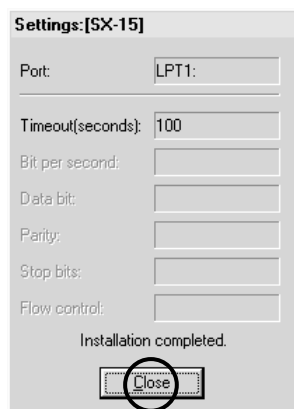 Settings:[SX-15]
Port: LPT1:
Timeout(seconds): 100
Bit per second:
Data bit:
Parity:
Stop bits:
Flow control:
Installation completed.
Close